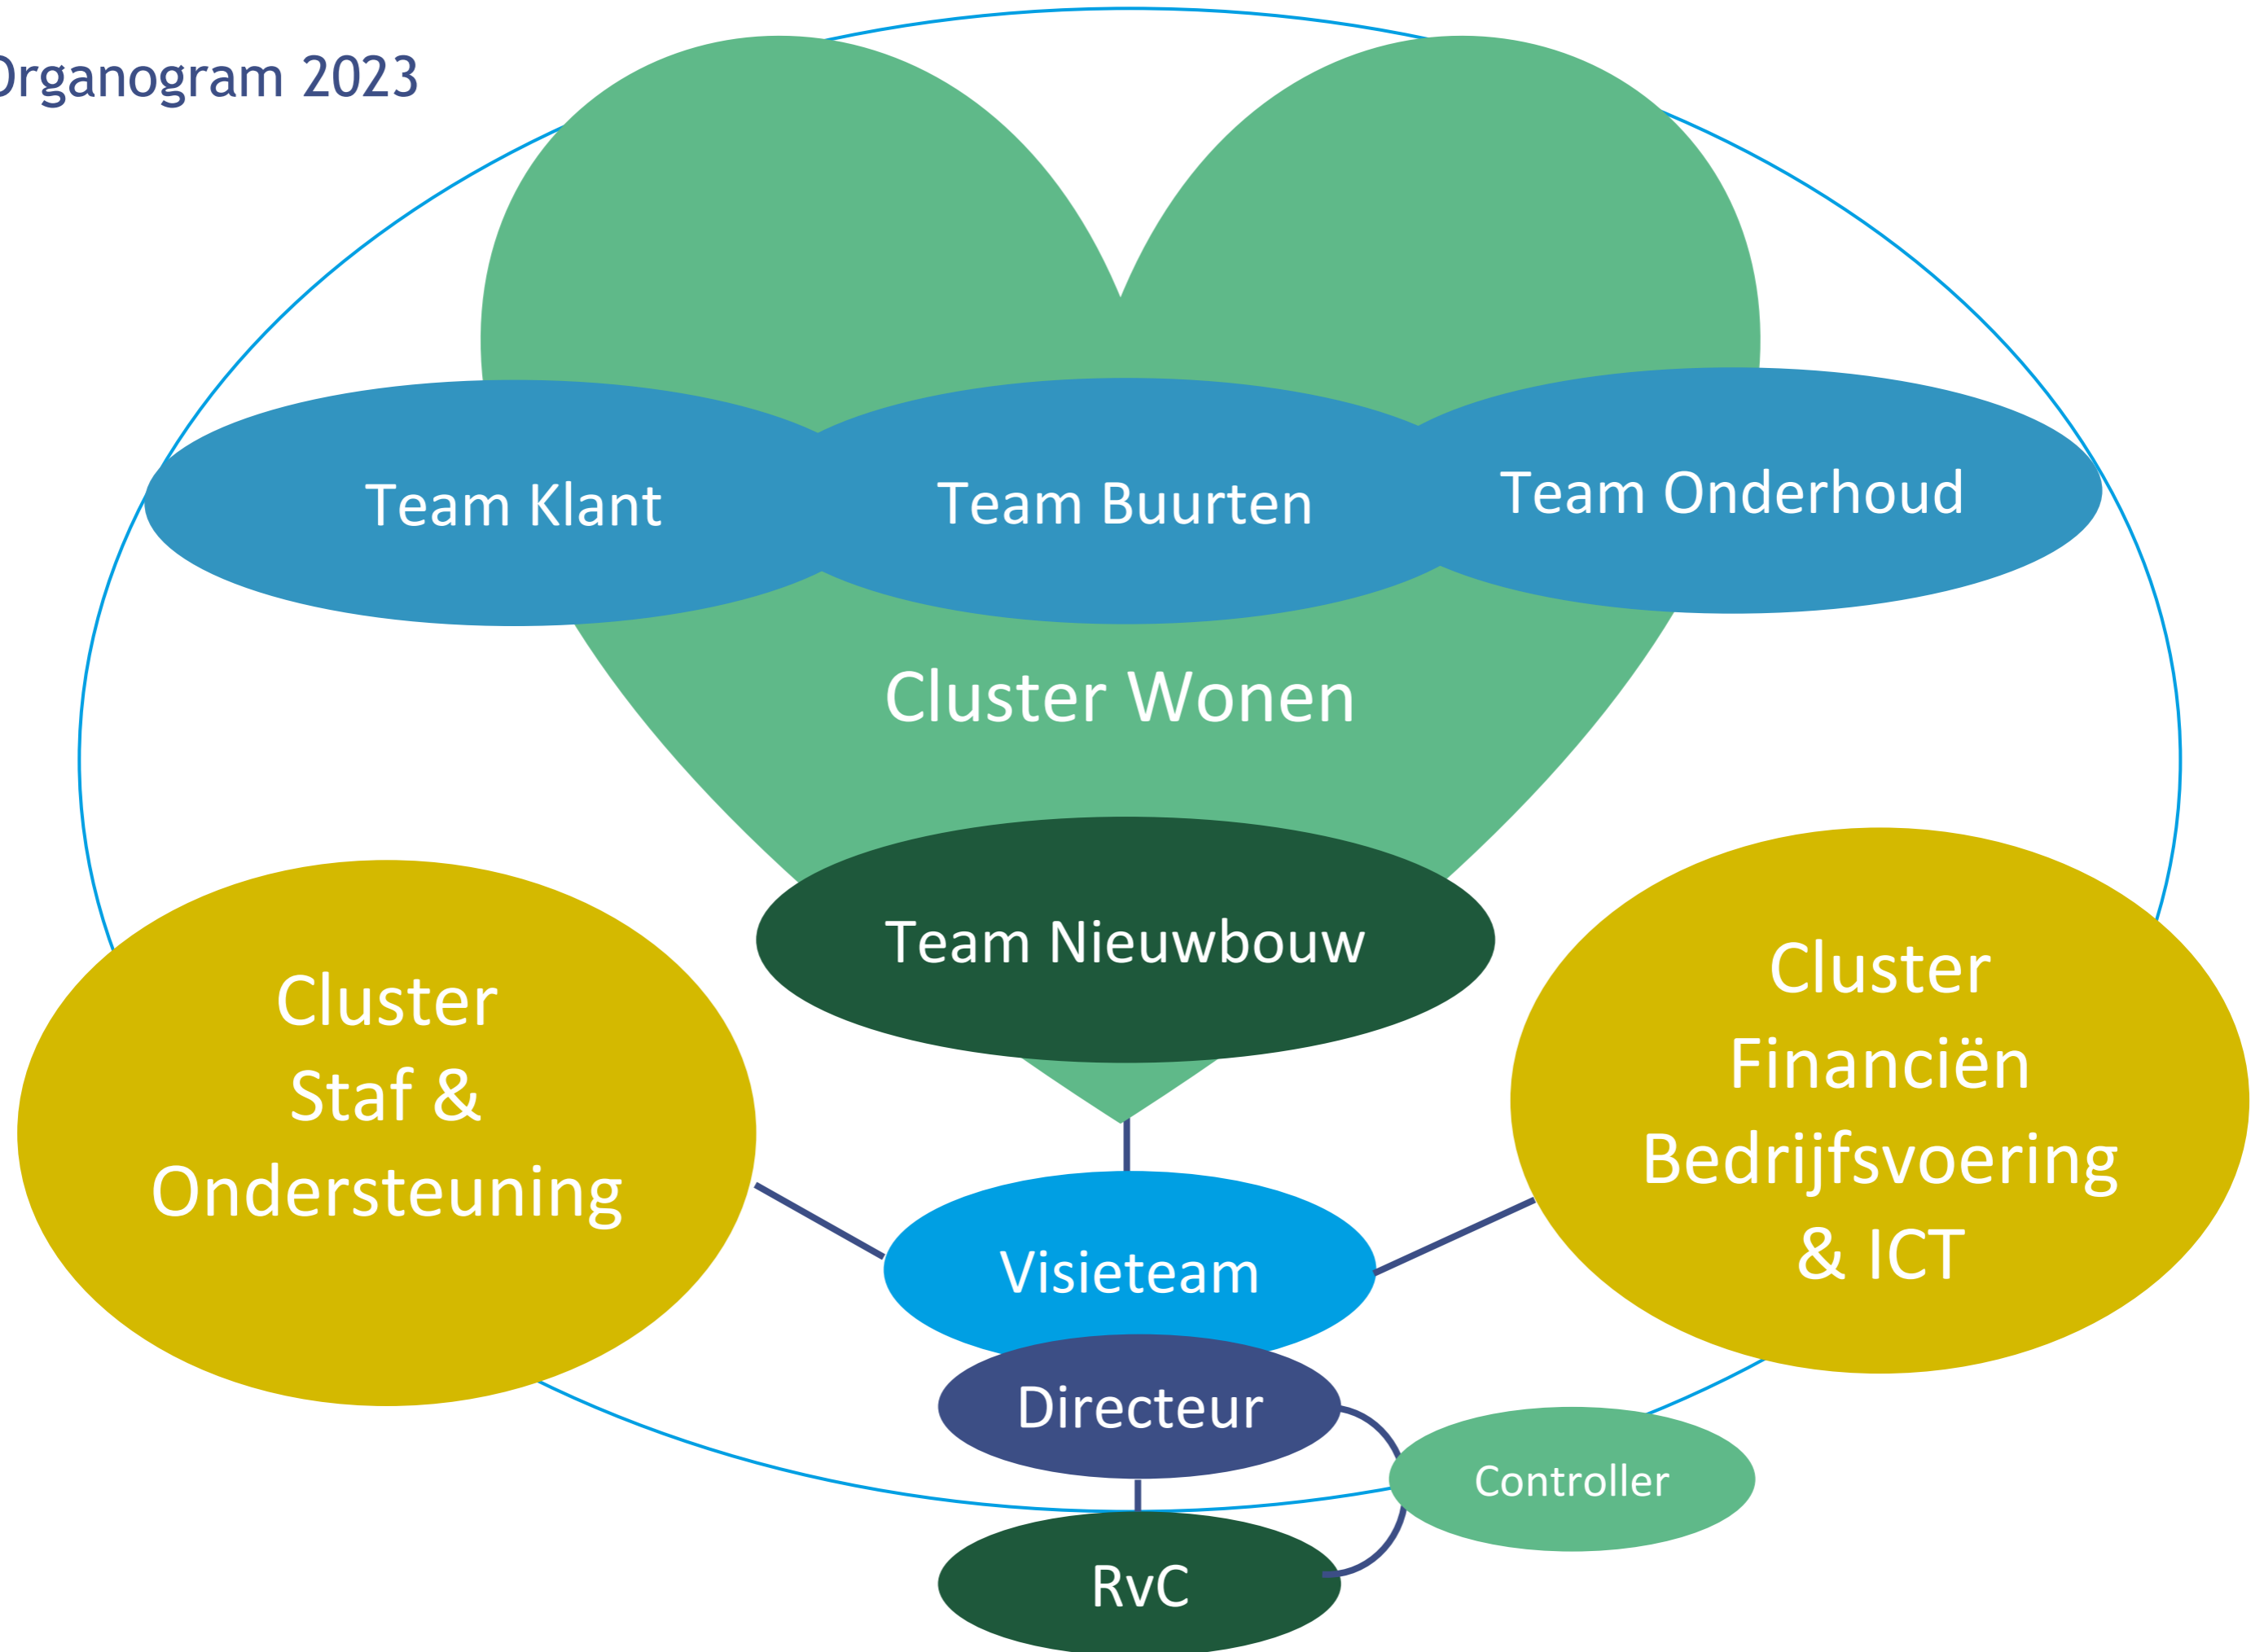 Organogram 2023
Team Klant
Team Buurten
Team Onderhoud
Cluster Wonen
Team Nieuwbouw
Cluster
Staf &
Ondersteuning
Cluster
Financiën
Bedrijfsvoering
& ICT
Visieteam
Directeur
Controller
RvC